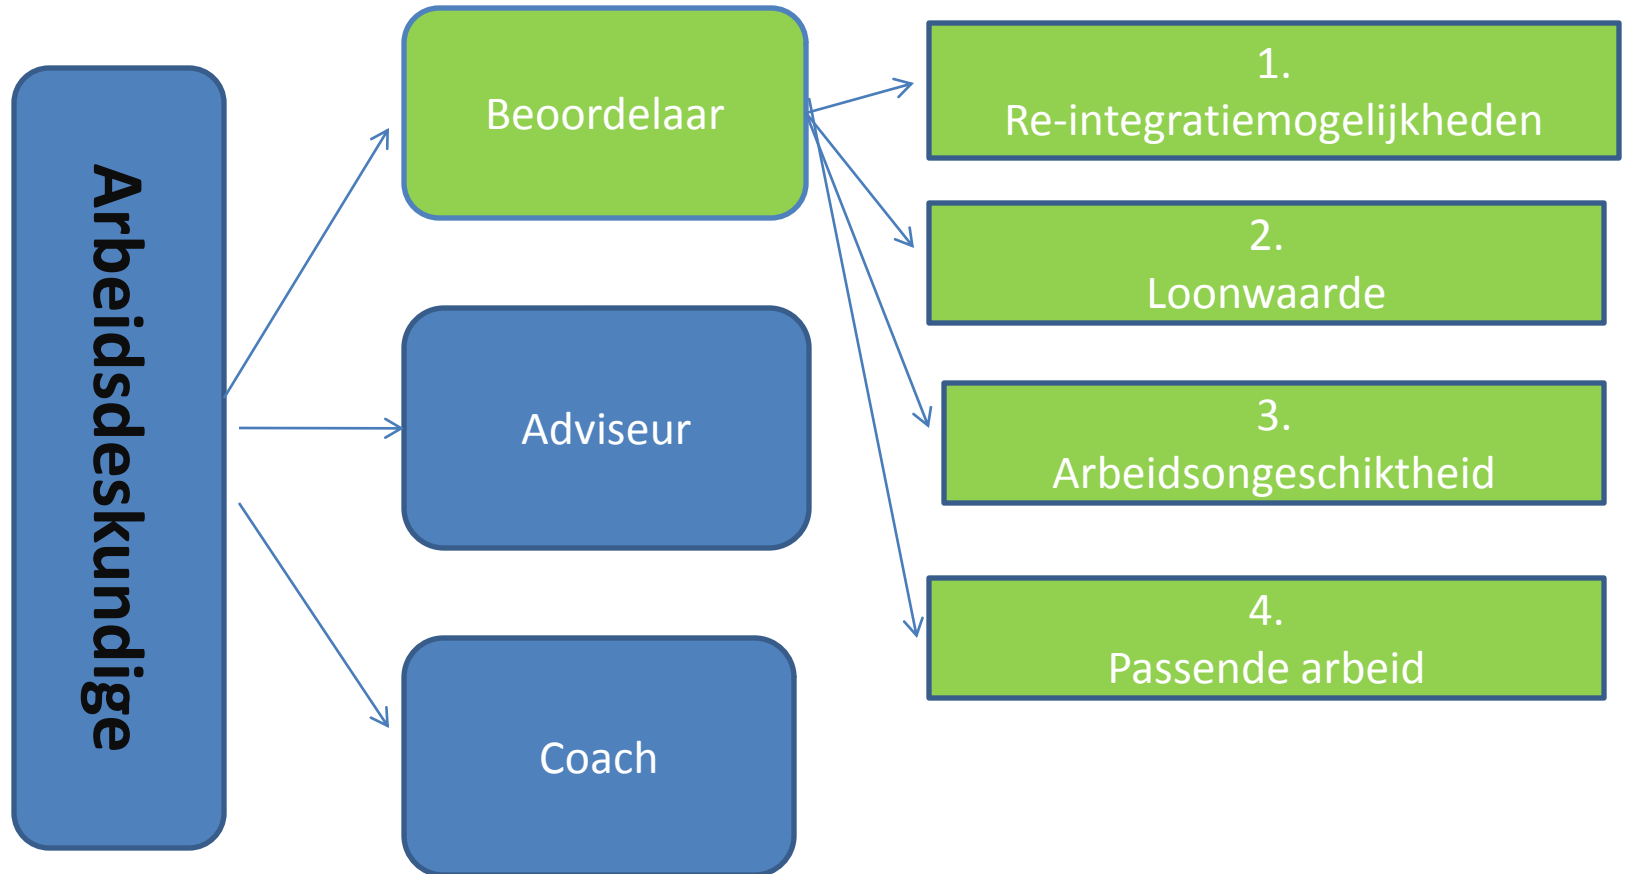 Arbeidsdeskundige
Beoordelaar
Adviseur
Coach
1.
Re-integratiemogelijkheden
2.
Loonwaarde
3.
Arbeidsongeschiktheid
4.
Passende arbeid